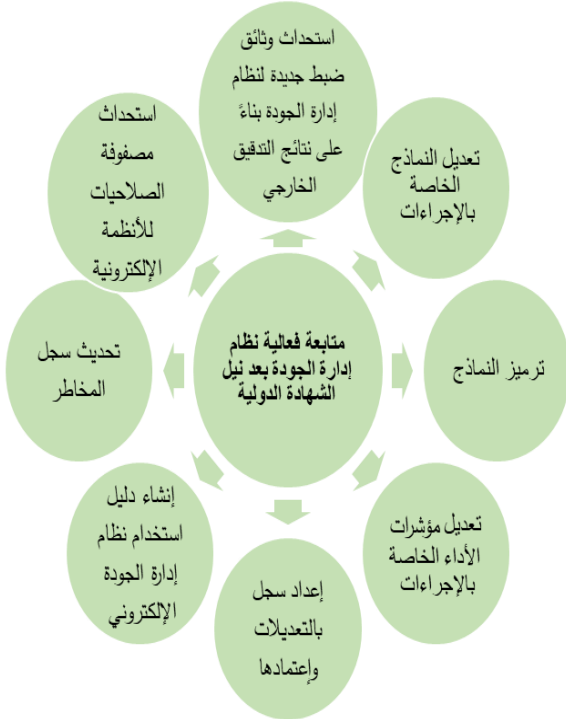 استحداث وثائق
ضبط جديدة لنظام
إدارة الجودة بناءً
على نتائج التدقيق
الخارجي
تعديل النماذج
الخاصة
بالإجراءات
ترميز النماذج
تعديل مؤشرات
الأداء الخاصة
بالإجراءات
إعداد سجل
بالتعديلات
وإعتمادها
إنشاء دليل
استخدام نظام
إدارة الجودة
الإلكتروني
تحديث سجل
المخاطر
استحداث
مصفوفة
الصلاحيات
للأنظمة
الإلكترونية
متابعة فعالية نظام
إدارة الجودة بعد نيل
الشهادة الدولية